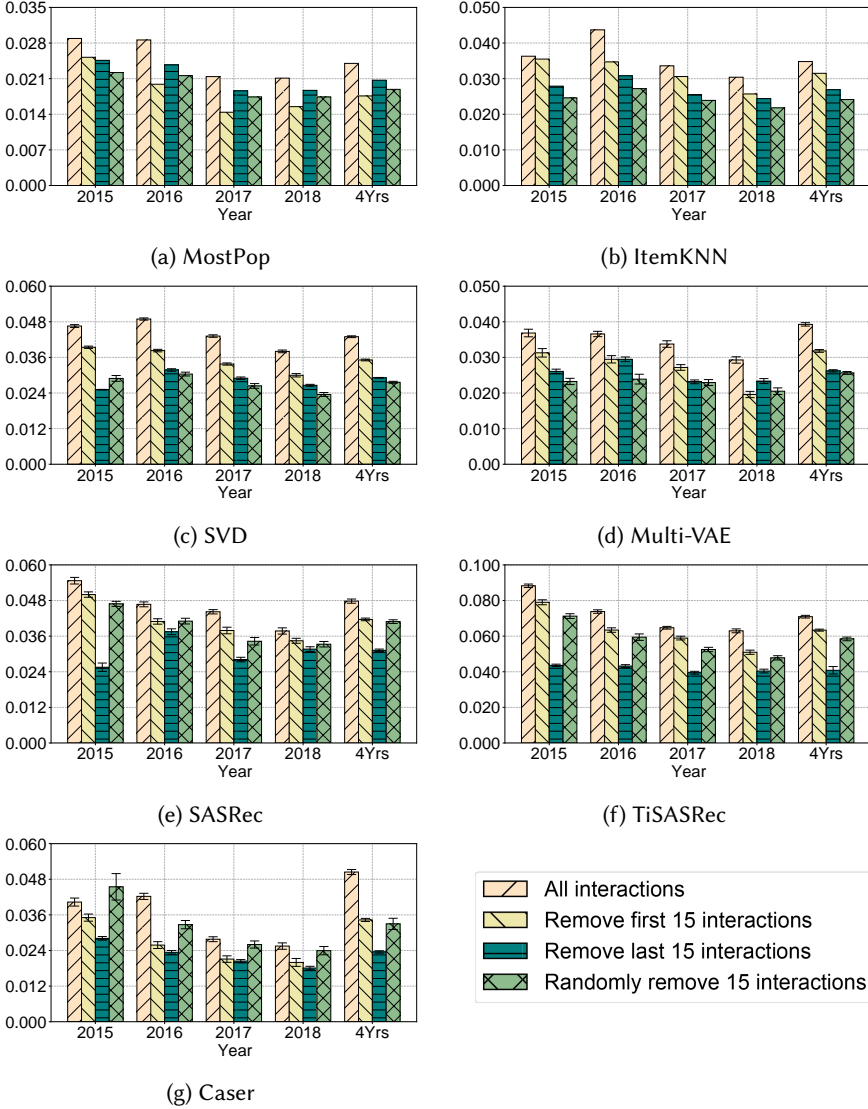 0.035
0.028
0.021
0.014
0.007
0.000
2015 2016 2017 2018 4Yrs
Year
(a) MostPop
0.050
0.040
0.030
0.020
0.010
0.000
2015 2016 2017 2018 4Yrs
Year
(b) ItemKNN
0.060
0.048
0.036
0.024
0.012
0.000
2015 2016 2017 2018 4Yrs
Year
(c) SVD
0.050
0.040
0.030
0.020
0.010
0.00
2015 2016 2017 2018 4Yrs
Year
(d) Multi-VAE
0.060
0.048
0.036
0.024
0.012
0.000
2015 2016 2017 2018 4Yrs
Year
(e) SASRec
0.100
0.080
0.060
0.040
0.020
0.000
2015 2016 2017 2018 4Yrs
Year
(f) TiSASRec
0.060
0.048
0.036
0.024
0.012
0.000
2015 2016 2017 2018 4Yrs
Year
(g) Caser
All interactions
Remove first 15 interactions
Remove last 15 interactions
Randomly remove 15 interactions